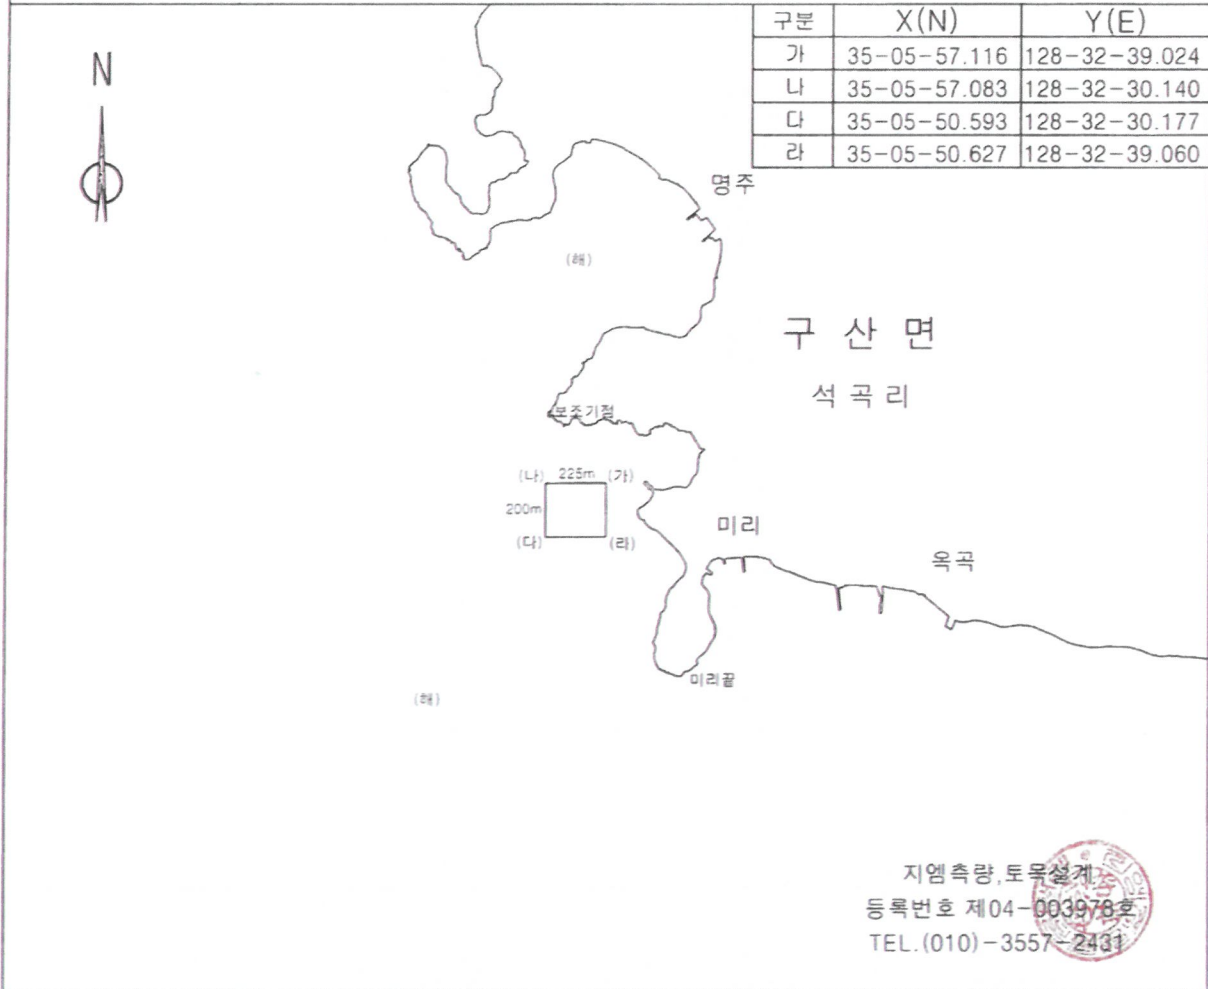 구분 X(N) Y(E)
가 35-05-57.116 128-32-39.024
나 35-05-57.083 128-32-30.140
다 35-05-50.593 128-32-30.177
라 35-05-50.627 128-32-39.060
N
명주
(해)
구 산 면
석 곡 리
보조기점
(나) 225m (가)
200m
(다) (라)
미리
옥곡
미리끝
(해)
지엠측량,토목설계
등록번호 제04-003978호
TEL.(010)-3557-2431